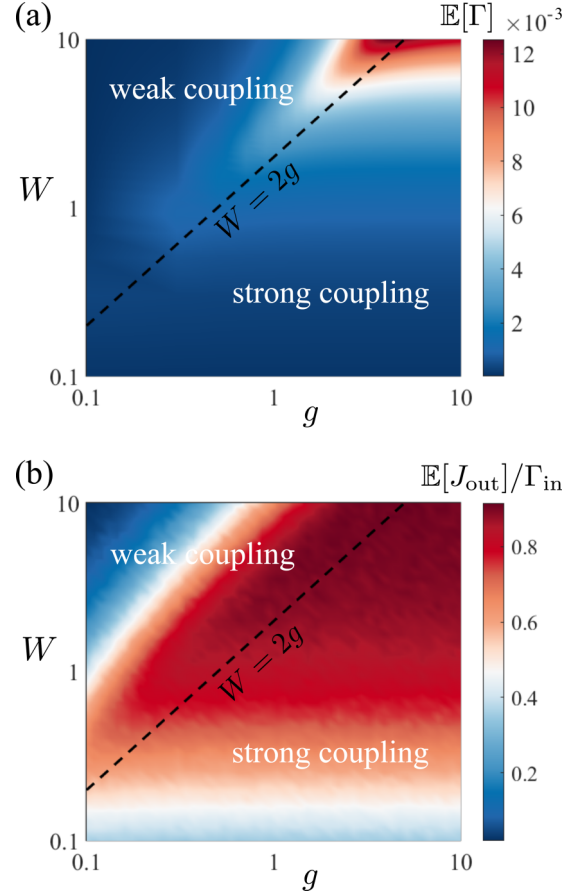 (a)
𝔼[Γ] ×10⁻³
10
1
0.1
W
weak coupling
W = 2g
strong coupling
0.1 1 10
g
12
10
8
6
4
2
(b)
𝔼[J_out]/Γ_in
10
1
0.1
W
weak coupling
W = 2g
strong coupling
0.1 1 10
g
0.8
0.6
0.4
0.2